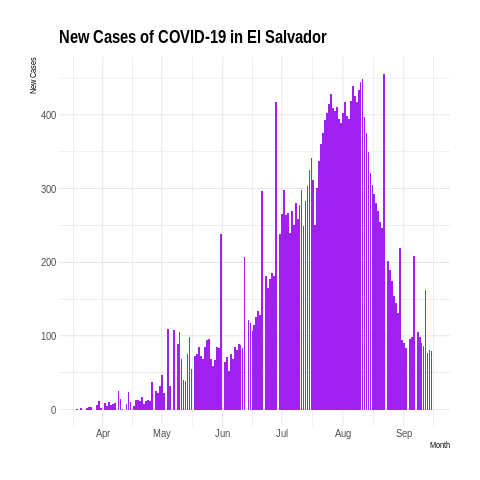 New Cases of COVID-19 in El Salvador
New Cases
400
300
200
100
0
Apr May Jun Jul Aug Sep
Month